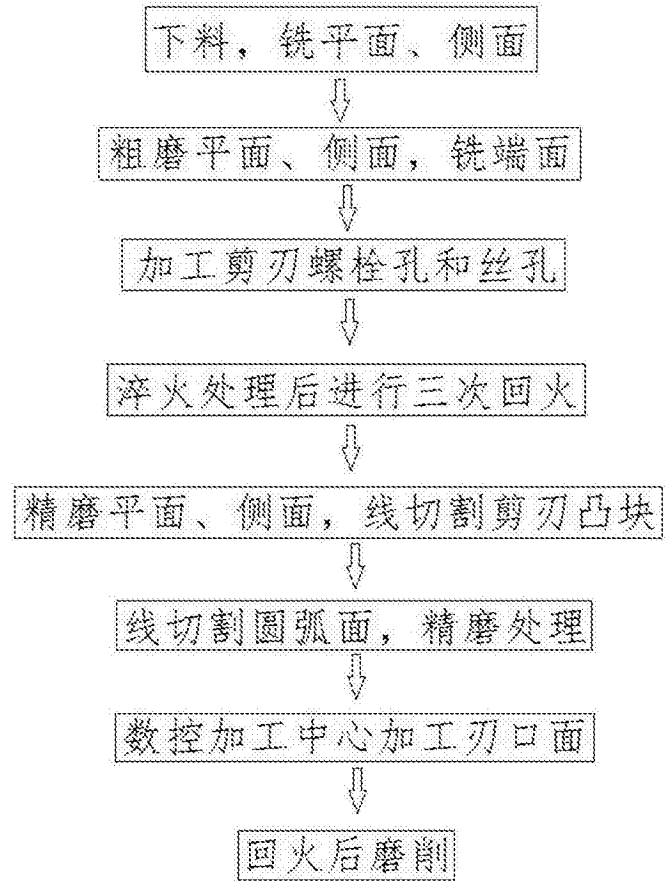 下料，铣平面、侧面
粗磨平面、侧面，铣端面
加工剪刃螺栓孔和丝孔
淬火处理后进行三次回火
精磨平面、侧面，线切割剪刃凸块
线切割圆弧面，精磨处理
数控加工中心加工刃口面
回火后磨削